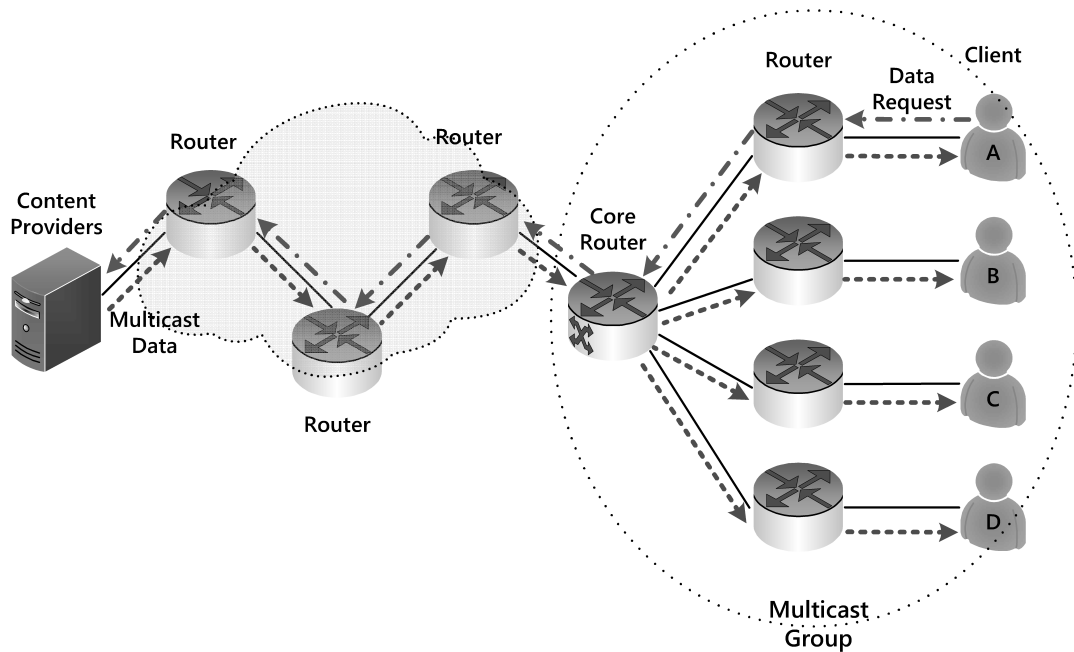 Router
Client
Data
Request
A
Router
Router
Content
Providers
Core
Router
B
Multicast
Data
Router
C
D
Multicast
Group